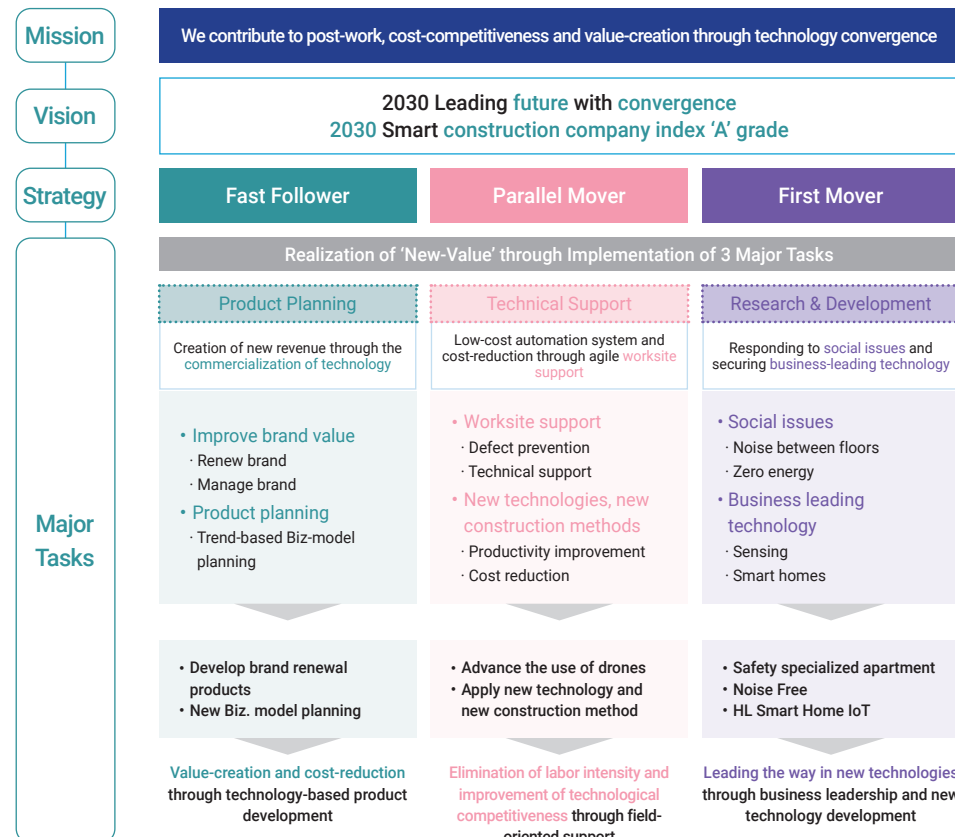 Mission
We contribute to post-work, cost-competitiveness and value-creation through technology convergence
Vision
2030 Leading future with convergence
2030 Smart construction company index ‘A’ grade
Strategy
Fast Follower
Parallel Mover
First Mover
Major
Tasks
Realization of ‘New-Value’ through Implementation of 3 Major Tasks
Product Planning
Creation of new revenue through the
commercialization of technology
• Improve brand value
· Renew brand
· Manage brand
• Product planning
· Trend-based Biz-model
planning
• Develop brand renewal
products
• New Biz. model planning
Value-creation and cost-reduction
through technology-based product
development
Technical Support
Low-cost automation system and
cost-reduction through agile worksite
support
• Worksite support
· Defect prevention
· Technical support
• New technologies, new
construction methods
· Productivity improvement
· Cost reduction
• Advance the use of drones
• Apply new technology and
new construction method
Elimination of labor intensity and
improvement of technological
competitiveness through field-
oriented support
Research & Development
Responding to social issues and
securing business-leading technology
• Social issues
· Noise between floors
· Zero energy
• Business leading
technology
· Sensing
· Smart homes
• Safety specialized apartment
• Noise Free
• HL Smart Home IoT
Leading the way in new technologies
through business leadership and new
technology development